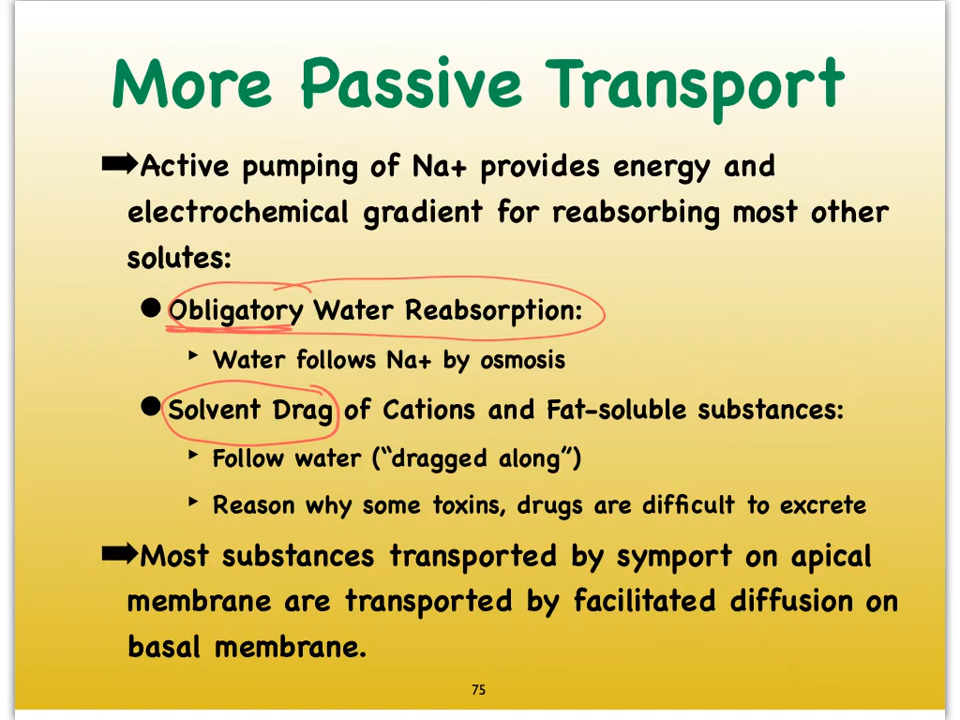 More Passive Transport
➡Active pumping of Na+ provides energy and
electrochemical gradient for reabsorbing most other
solutes:
● Obligatory Water Reabsorption:
‣ Water follows Na+ by osmosis
● Solvent Drag of Cations and Fat-soluble substances:
‣ Follow water (“dragged along”)
‣ Reason why some toxins, drugs are difficult to excrete
➡Most substances transported by symport on apical
membrane are transported by facilitated diffusion on
basal membrane.
75